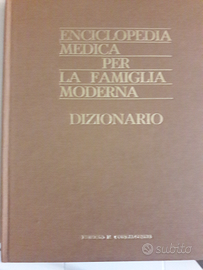 ENCICLOPEDIA
MEDICA
PER
LA FAMIGLIA
MODERNA
DIZIONARIO
subito